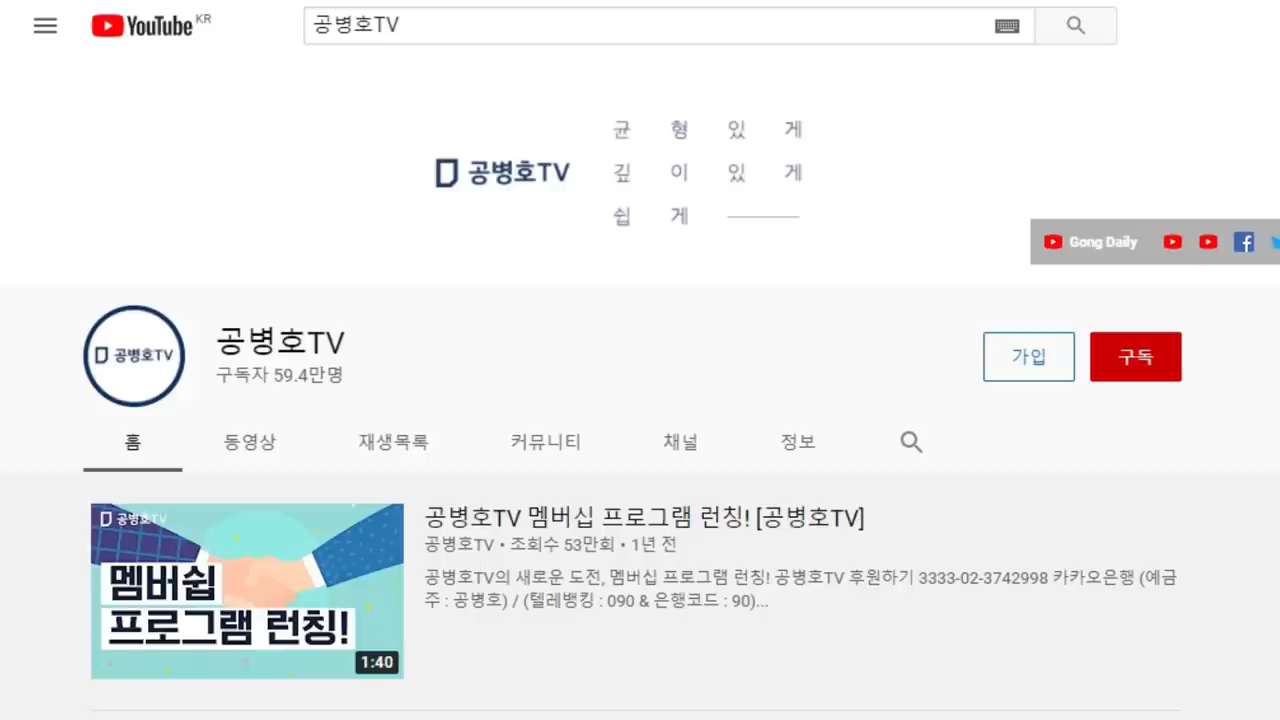 YouTube KR
공병호TV
균 형 있 게
공병호TV
깊 이 있 게
쉽 게
Gong Daily
공병호TV
공병호TV
구독자 59.4만명
가입
구독
홈
동영상
재생목록
커뮤니티
채널
정보
공병호TV
멤버쉽
프로그램 런칭!
1:40
공병호TV 멤버십 프로그램 런칭! [공병호TV]
공병호TV • 조회수 53만회 • 1년 전
공병호TV의 새로운 도전, 멤버십 프로그램 런칭! 공병호TV 후원하기 3333-02-3742998 카카오은행 (예금
주 : 공병호) / (텔레뱅킹 : 090 & 은행코드 : 90)...